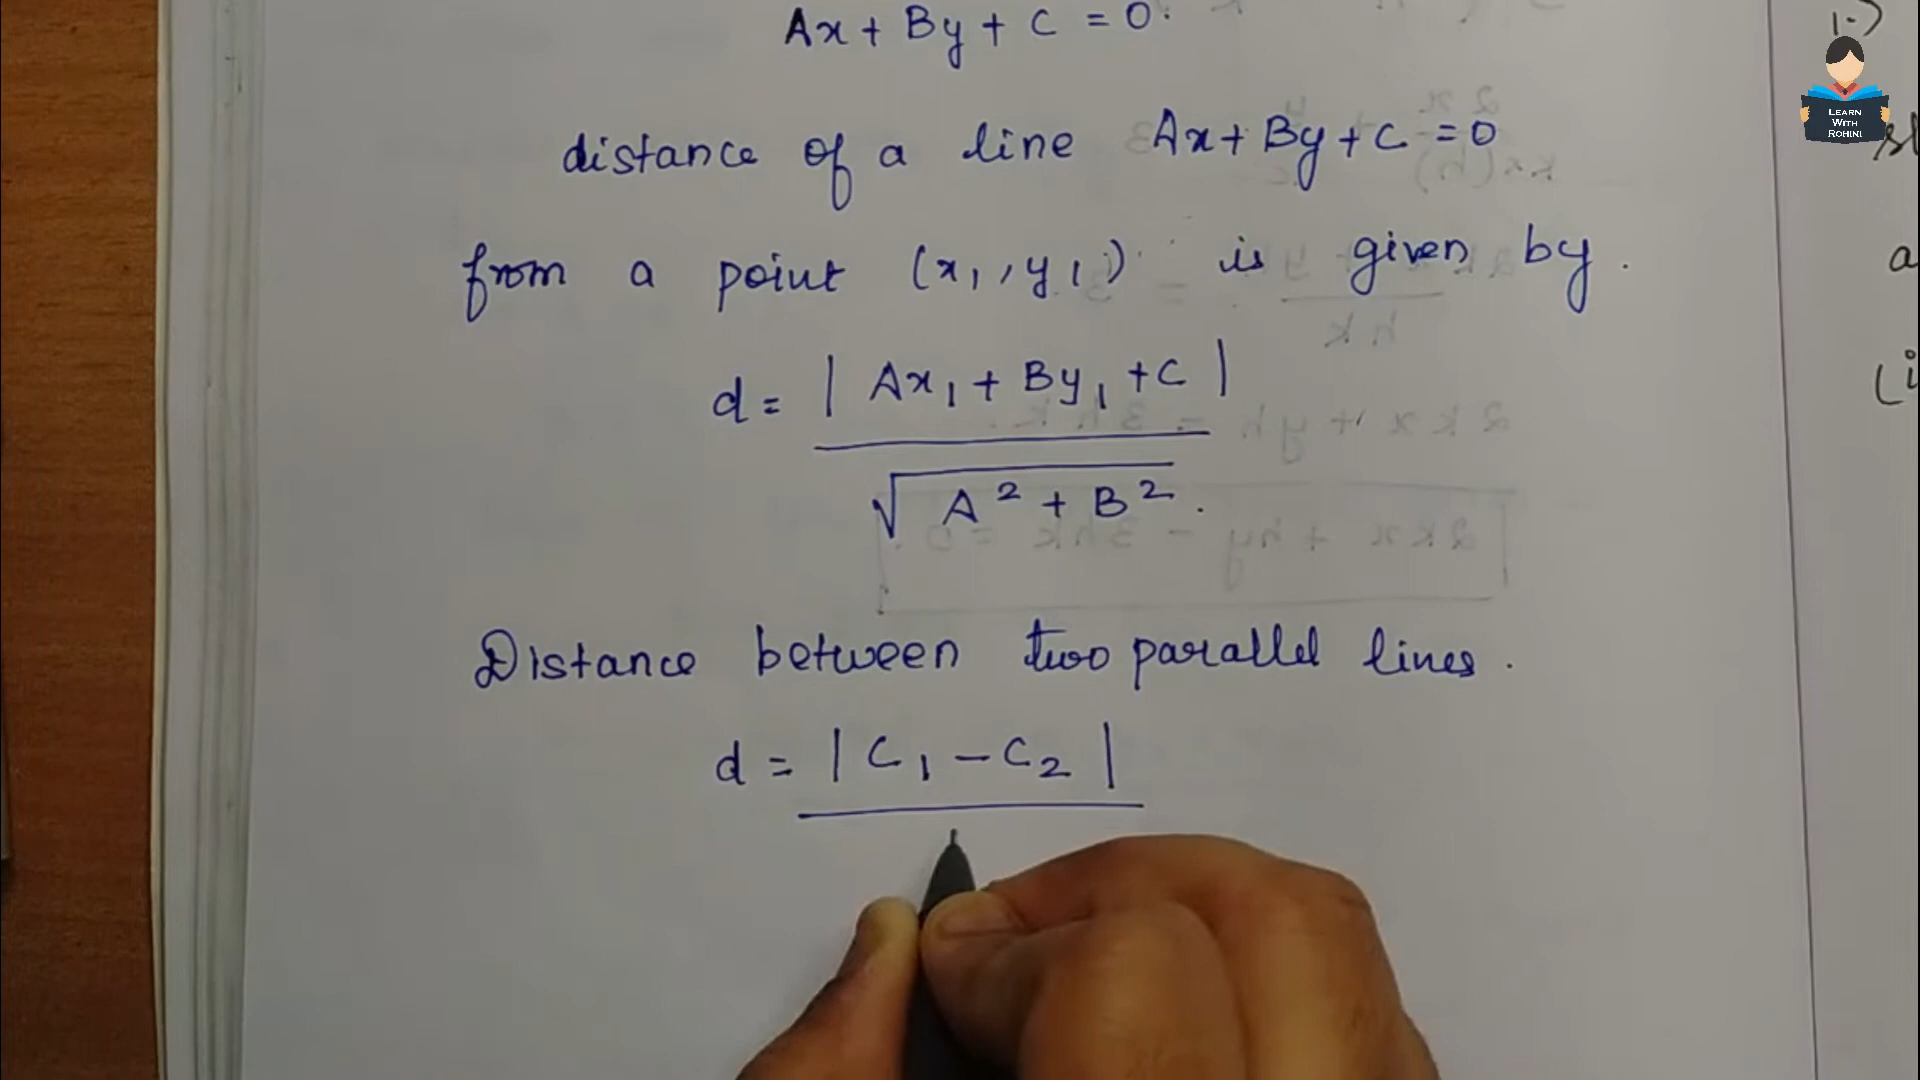 Ax + By + C = 0.
distance of a line Ax + By + C = 0
from a point (x₁, y₁) is given by.
d = | Ax₁ + By₁ + C |
√ A² + B² .
Distance between two parallel lines.
d = | C₁ - C₂ |
1.)
a
(i
LEARN
WITH
ROHINI